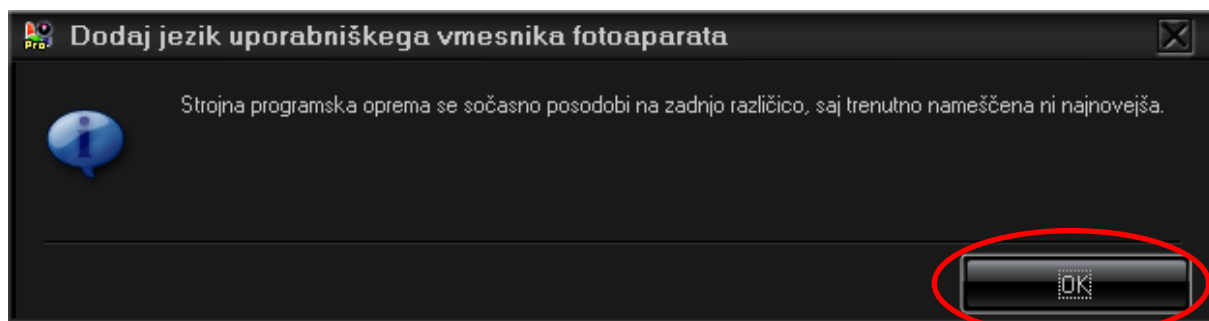 Pro
Dodaj jezik uporabniškega vmesnika fotoaparata
Strojna programska oprema se sočasno posodobi na zadnjo različico, saj trenutno nameščena ni najnovejša.
OK